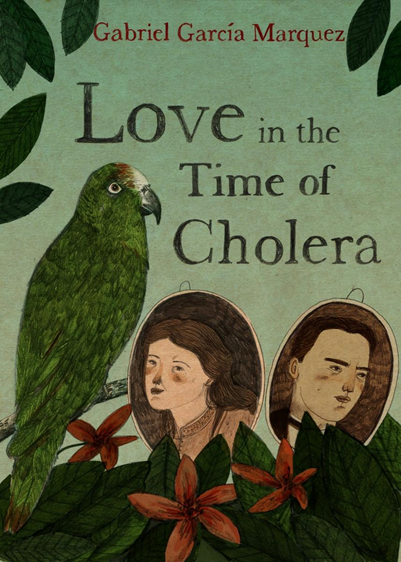 Gabriel García Marquez
Love in the
Time of
Cholera